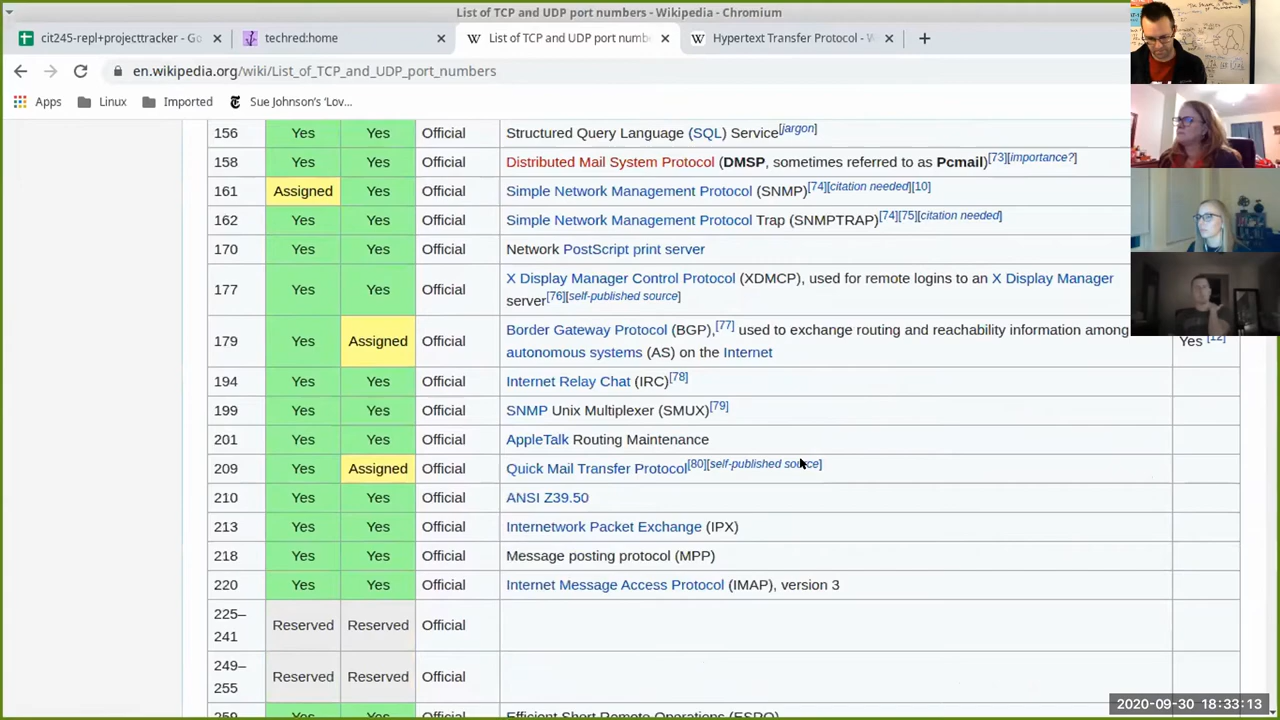 List of TCP and UDP port numbers - Wikipedia - Chromium
cit245-repl+projecttracker - Go
techred:home
List of TCP and UDP port numbe
Hypertext Transfer Protocol - W
en.wikipedia.org/wiki/List_of_TCP_and_UDP_port_numbers
Apps Linux Imported Sue Johnson's 'Lov...
156 Yes Yes Official Structured Query Language (SQL) Service[jargon]
158 Yes Yes Official Distributed Mail System Protocol (DMSP, sometimes referred to as Pcmail)[73][importance?]
161 Assigned Yes Official Simple Network Management Protocol (SNMP)[74][citation needed][10]
162 Yes Yes Official Simple Network Management Protocol Trap (SNMPTRAP)[74][75][citation needed]
170 Yes Yes Official Network PostScript print server
177 Yes Yes Official X Display Manager Control Protocol (XDMCP), used for remote logins to an X Display Manager
server[76][self-published source]
179 Yes Assigned Official Border Gateway Protocol (BGP),[77] used to exchange routing and reachability information among
autonomous systems (AS) on the Internet
Yes [12]
194 Yes Yes Official Internet Relay Chat (IRC)[78]
199 Yes Yes Official SNMP Unix Multiplexer (SMUX)[79]
201 Yes Yes Official AppleTalk Routing Maintenance
209 Yes Assigned Official Quick Mail Transfer Protocol[80][self-published source]
210 Yes Yes Official ANSI Z39.50
213 Yes Yes Official Internetwork Packet Exchange (IPX)
218 Yes Yes Official Message posting protocol (MPP)
220 Yes Yes Official Internet Message Access Protocol (IMAP), version 3
225–
241 Reserved Reserved Official
249–
255 Reserved Reserved Official
259 Yes Yes Official Efficient Short Remote Operations (ESRO)
2020-09-30 18:33:13